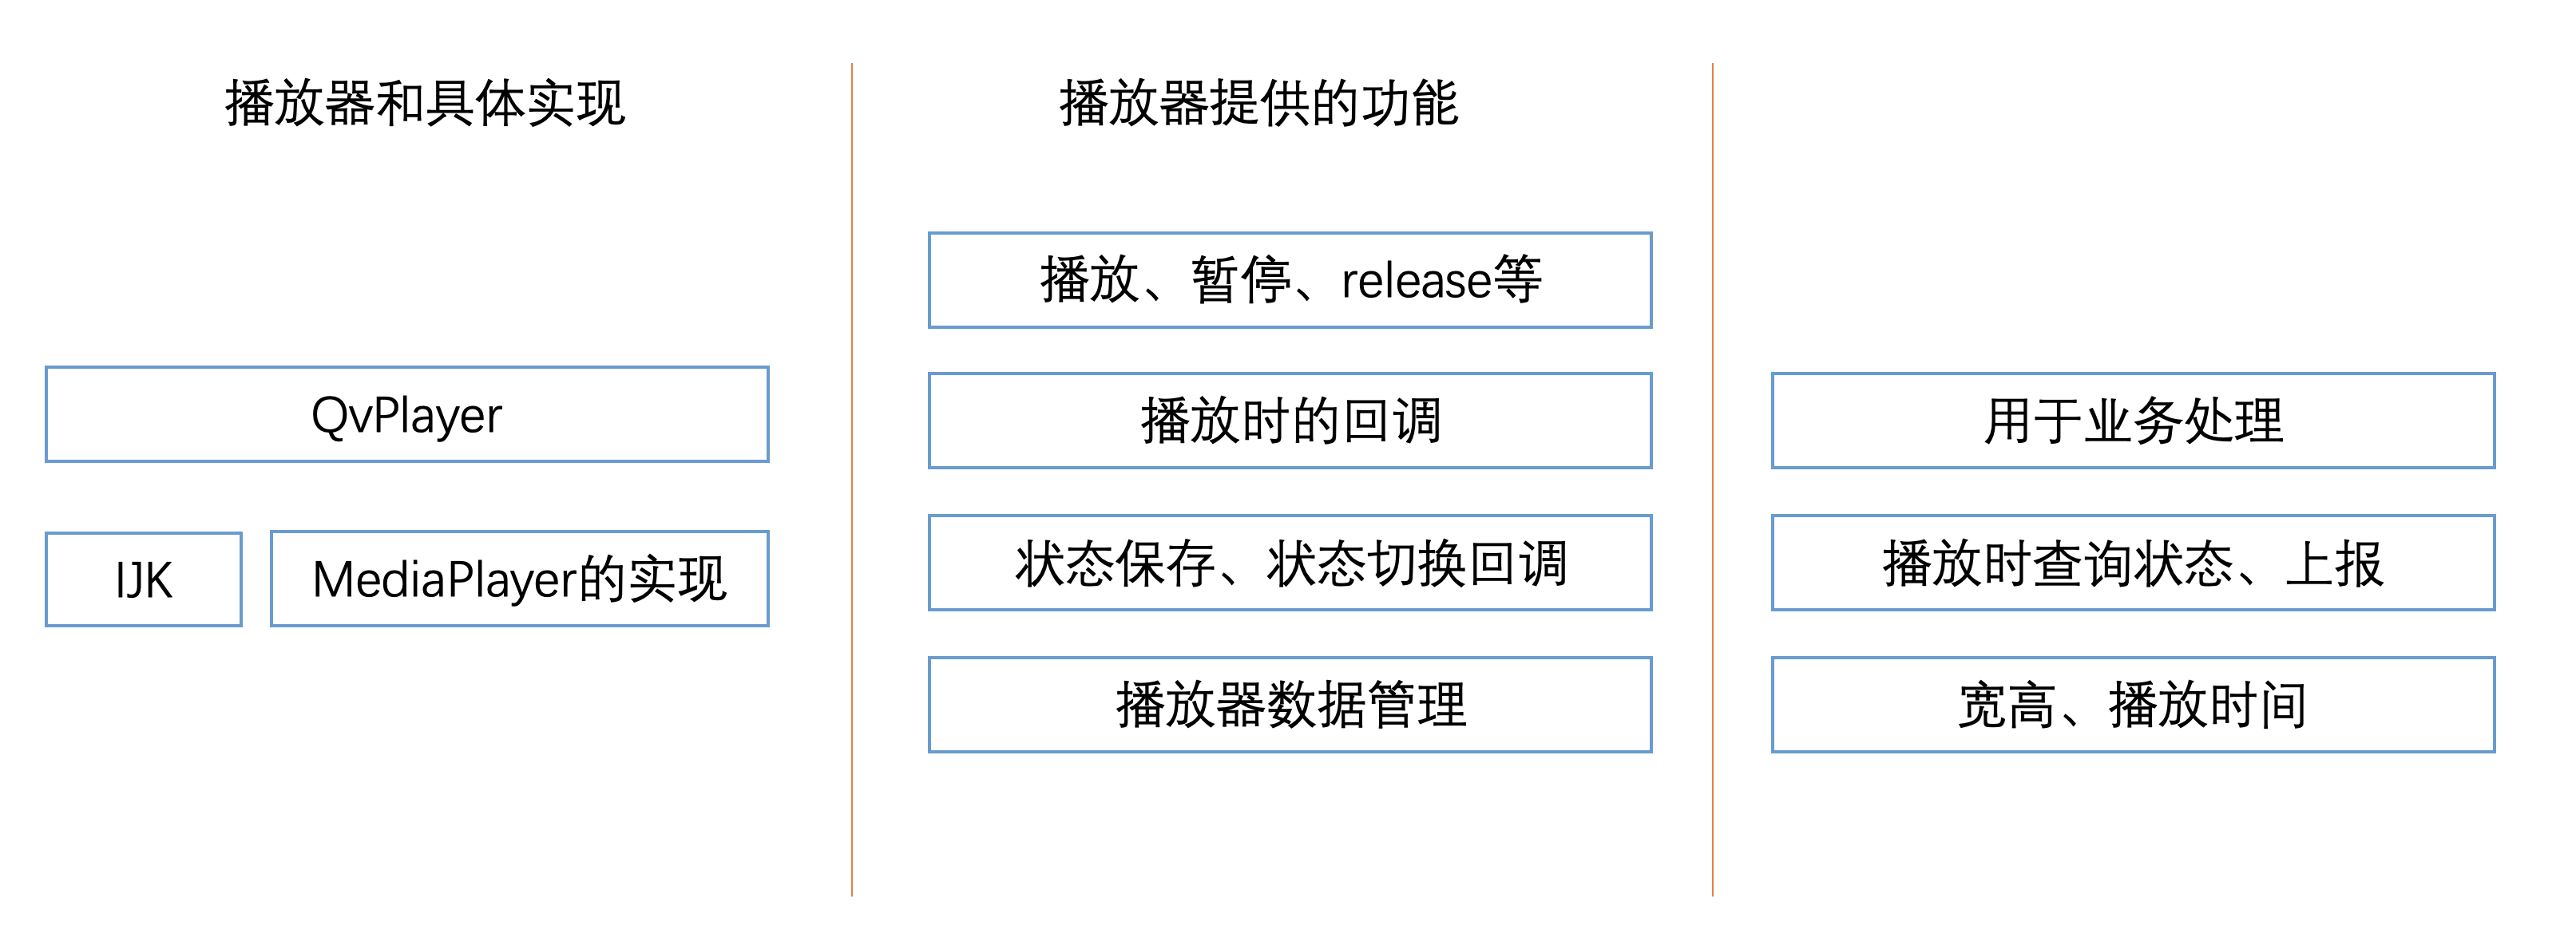 播放器和具体实现
QvPlayer
IJK
MediaPlayer的实现
播放器提供的功能
播放、暂停、release等
播放时的回调
状态保存、状态切换回调
播放器数据管理
用于业务处理
播放时查询状态、上报
宽高、播放时间